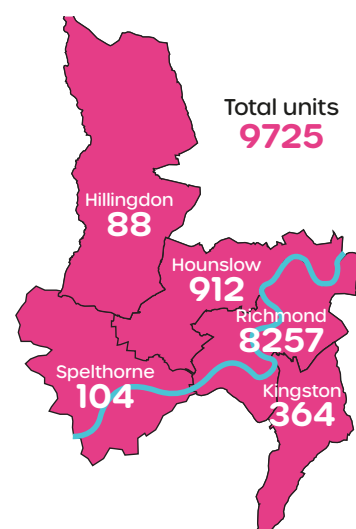 Total units
9725
Hillingdon
88
Hounslow
912
Richmond
8257
Spelthorne
104
Kingston
364